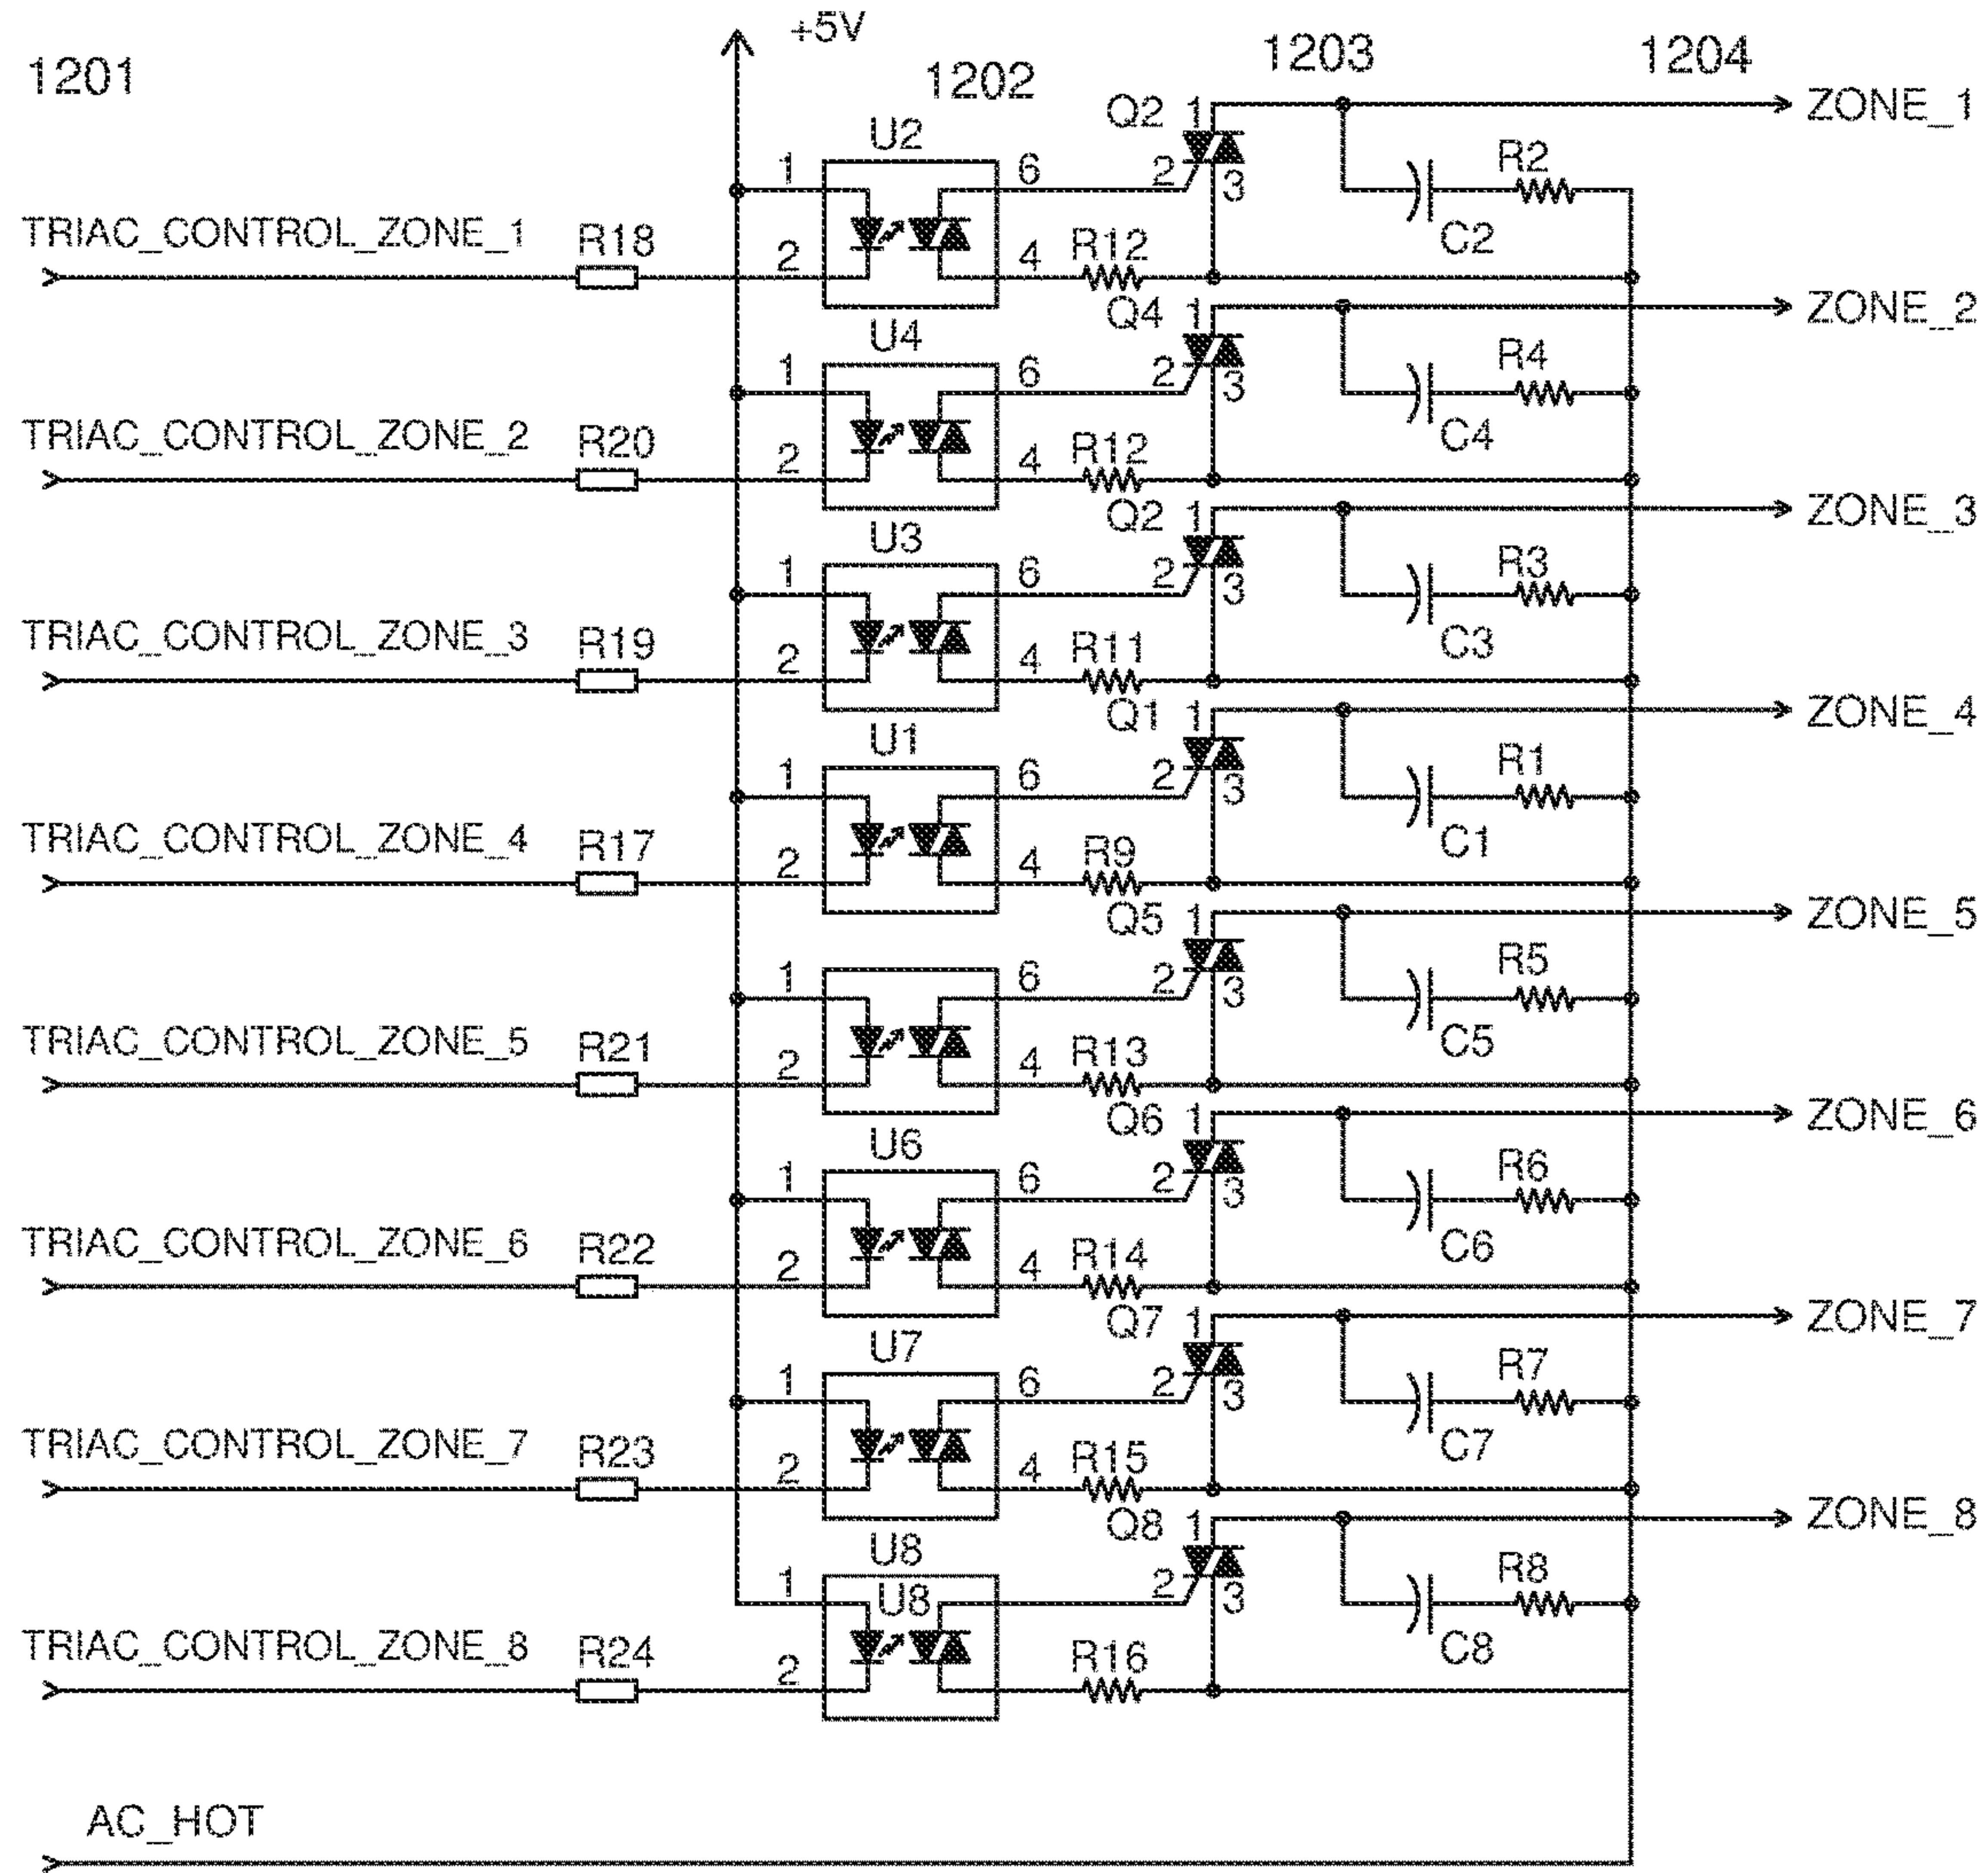 +5V
1201 1202 1203 1204
Q2 1 ZONE_1
U2 R2
1 6 2 3
TRIAC_CONTROL_ZONE_1 R18 2 4 R12 C2
Q4 1 ZONE_2
U4 R4
1 6 2 3
TRIAC_CONTROL_ZONE_2 R20 2 4 R12 C4
Q2 1 ZONE_3
U3 R3
1 6 2 3
TRIAC_CONTROL_ZONE_3 R19 2 4 R11 C3
Q1 1 ZONE_4
U1 R1
1 6 2 3
TRIAC_CONTROL_ZONE_4 R17 2 4 R9 C1
Q5 1 ZONE_5
R5
1 6 2 3
TRIAC_CONTROL_ZONE_5 R21 2 4 R13 C5
Q6 1 ZONE_6
U6 R6
1 6 2 3
TRIAC_CONTROL_ZONE_6 R22 2 4 R14 C6
Q7 1 ZONE_7
U7 R7
1 6 2 3
TRIAC_CONTROL_ZONE_7 R23 2 4 R15 C7
Q8 1 ZONE_8
U8 R8
1 U8 2 3
TRIAC_CONTROL_ZONE_8 R24 2 R16 C8
AC_HOT